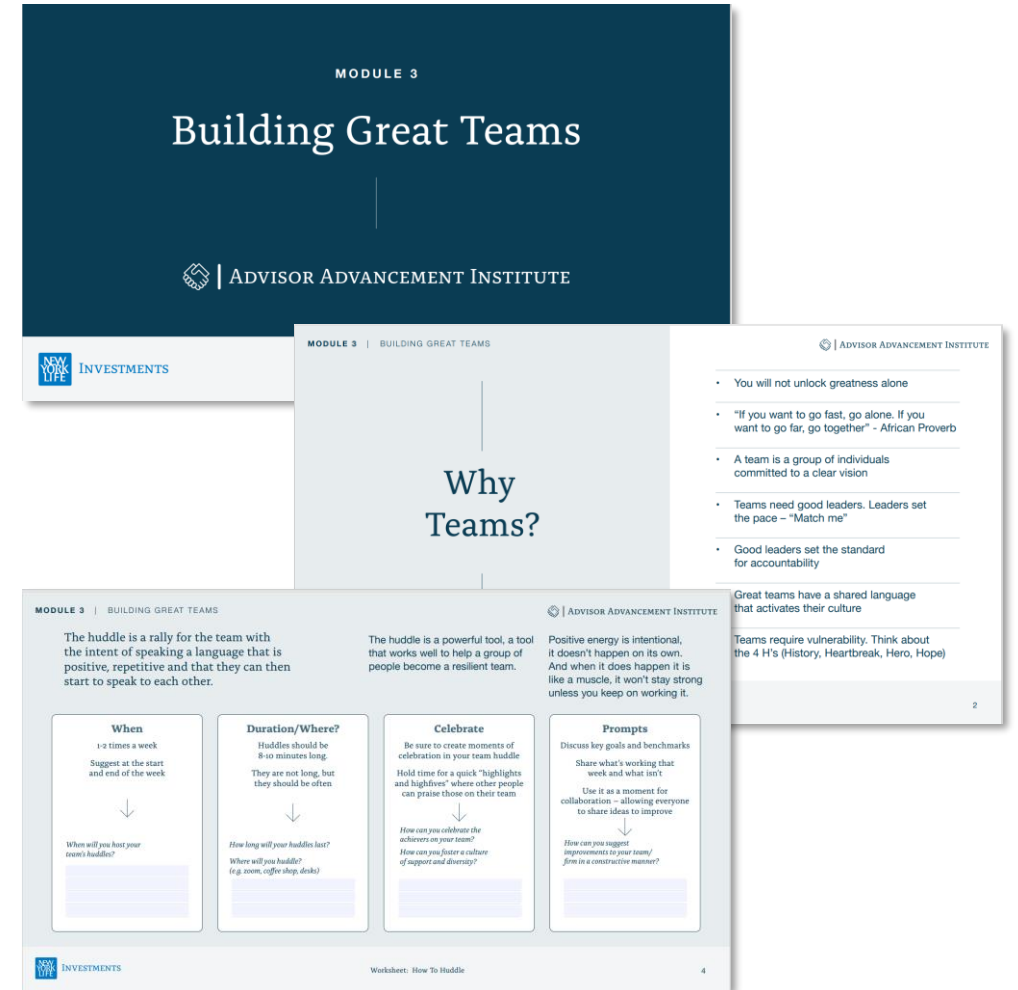 MODULE 3
Building Great Teams
ADVISOR ADVANCEMENT INSTITUTE
NEW
YORK
LIFE
INVESTMENTS
MODULE 3 | BUILDING GREAT TEAMS
ADVISOR ADVANCEMENT INSTITUTE
Why
Teams?
• You will not unlock greatness alone
• “If you want to go fast, go alone. If you
want to go far, go together” - African Proverb
• A team is a group of individuals
committed to a clear vision
• Teams need good leaders. Leaders set
the pace – “Match me”
• Good leaders set the standard
for accountability
Great teams have a shared language
that activates their culture
Teams require vulnerability. Think about
the 4 H's (History, Heartbreak, Hero, Hope)
2
MODULE 3 | BUILDING GREAT TEAMS
ADVISOR ADVANCEMENT INSTITUTE
The huddle is a rally for the team with
the intent of speaking a language that is
positive, repetitive and that they can then
start to speak to each other.
The huddle is a powerful tool, a tool
that works well to help a group of
people become a resilient team.
Positive energy is intentional,
it doesn't happen on its own.
And when it does happen it is
like a muscle, it won't stay strong
unless you keep on working it.
When
1-2 times a week
Suggest at the start
and end of the week
When will you host your
team's huddles?
Duration/Where?
Huddles should be
8-10 minutes long.
They are not long, but
they should be often
How long will your huddles last?
Where will you huddle?
(e.g. zoom, coffee shop, desks)
Celebrate
Be sure to create moments of
celebration in your team huddle
Hold time for a quick "highlights
and highfives" where other people
can praise those on their team
How can you celebrate the
achievers on your team?
How can you foster a culture
of support and diversity?
Prompts
Discuss key goals and benchmarks
Share what's working that
week and what isn't
Use it as a moment for
collaboration – allowing everyone
to share ideas to improve
How can you suggest
improvements to your team/
firm in a constructive manner?
NEW
YORK
LIFE
INVESTMENTS
Worksheet: How To Huddle
4